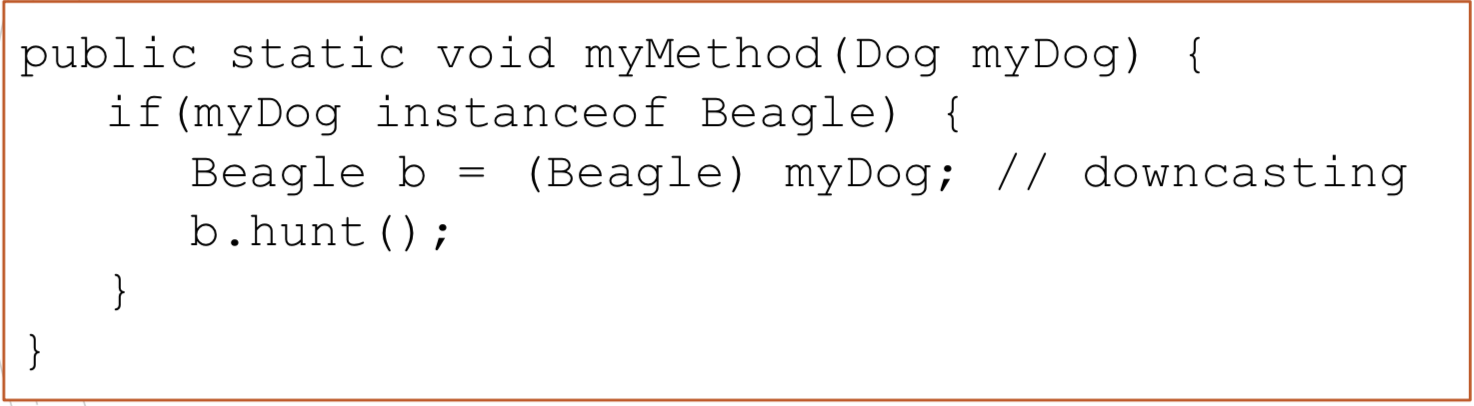 public static void myMethod(Dog myDog) {
if(myDog instanceof Beagle) {
Beagle b = (Beagle) myDog; // downcasting
b.hunt();
}
}